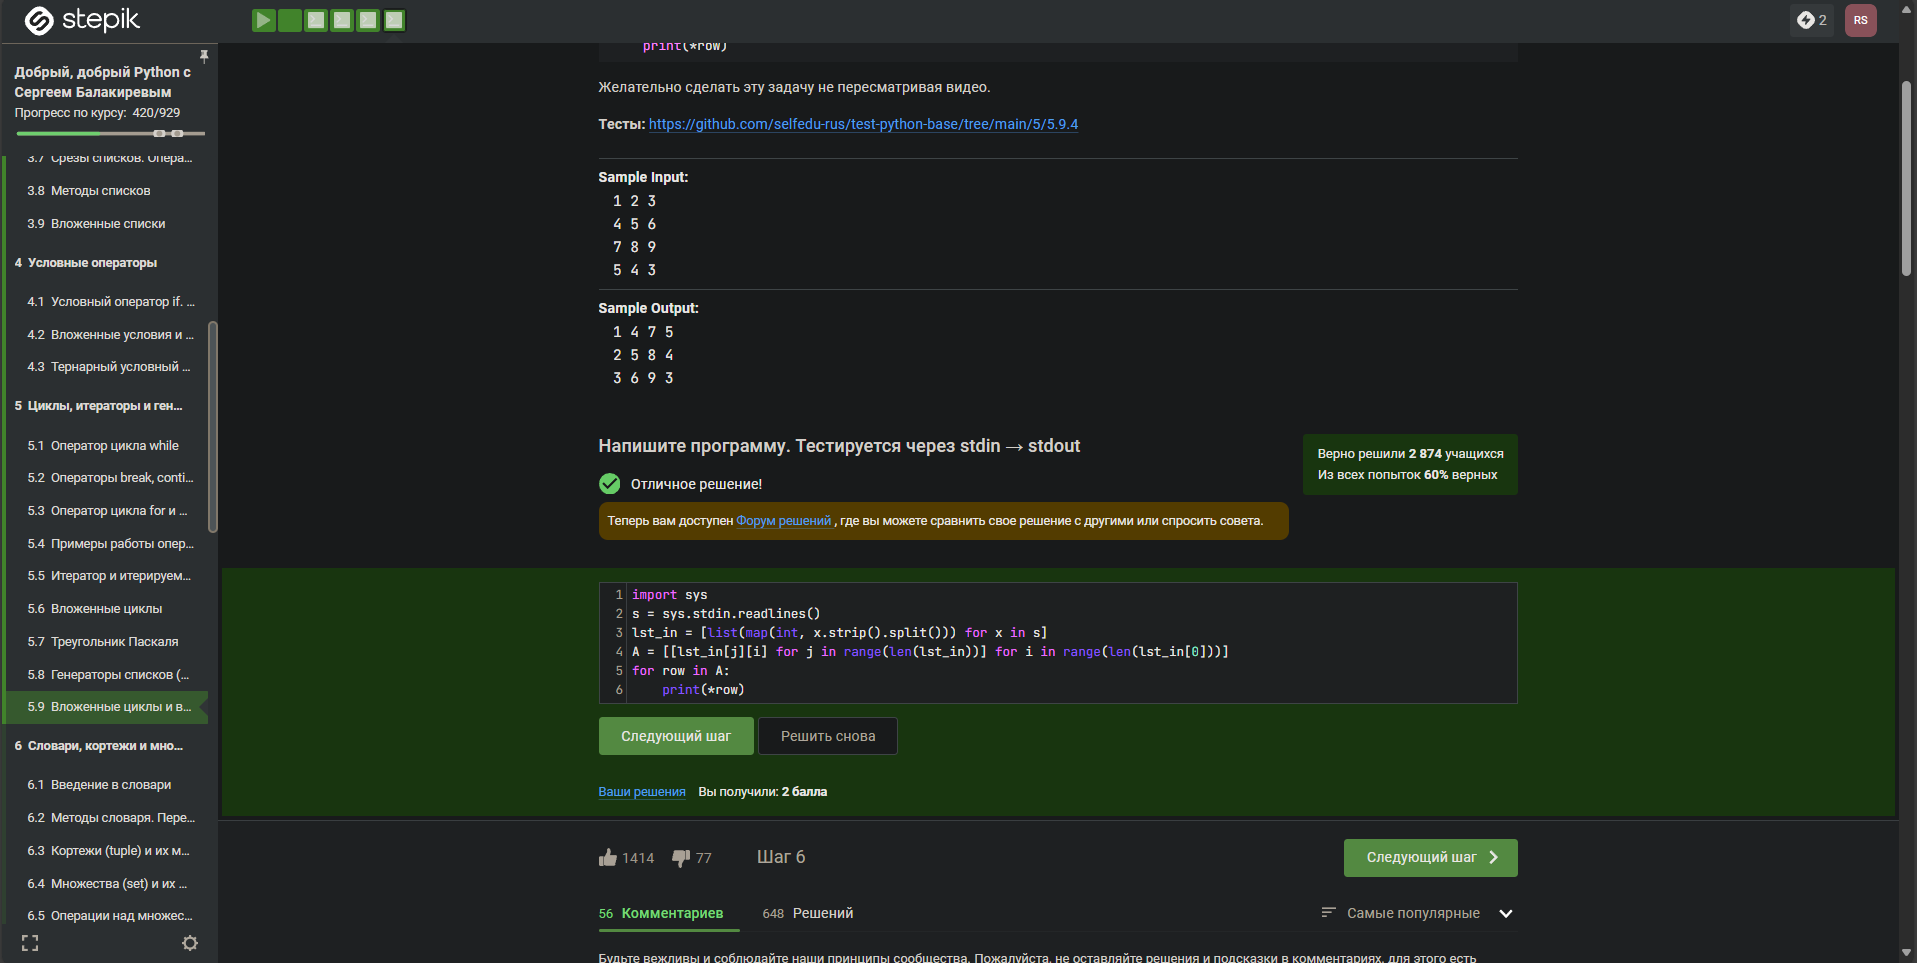 stepik
2
RS
Добрый, добрый Python с
Сергеем Балакиревым
Прогресс по курсу: 420/929
3.7 Срезы списков. Опера...
3.8 Методы списков
3.9 Вложенные списки
4 Условные операторы
4.1 Условный оператор if. ...
4.2 Вложенные условия и ...
4.3 Тернарный условный ...
5 Циклы, итераторы и ген...
5.1 Оператор цикла while
5.2 Операторы break, conti...
5.3 Оператор цикла for и ...
5.4 Примеры работы опер...
5.5 Итератор и итерируем...
5.6 Вложенные циклы
5.7 Треугольник Паскаля
5.8 Генераторы списков (...
5.9 Вложенные циклы и в...
6 Словари, кортежи и мно...
6.1 Введение в словари
6.2 Методы словаря. Пере...
6.3 Кортежи (tuple) и их м...
6.4 Множества (set) и их ...
6.5 Операции над множес...
print(*row)
Желательно сделать эту задачу не пересматривая видео.
Тесты: https://github.com/selfedu-rus/test-python-base/tree/main/5/5.9.4
Sample Input:
1 2 3
4 5 6
7 8 9
5 4 3
Sample Output:
1 4 7 5
2 5 8 4
3 6 9 3
Напишите программу. Тестируется через stdin → stdout
Верно решили 2 874 учащихся
Из всех попыток 60% верных
Отличное решение!
Теперь вам доступен Форум решений , где вы можете сравнить свое решение с другими или спросить совета.
1 import sys
2 s = sys.stdin.readlines()
3 lst_in = [list(map(int, x.strip().split())) for x in s]
4 A = [[lst_in[j][i] for j in range(len(lst_in))] for i in range(len(lst_in[0]))]
5 for row in A:
6     print(*row)
Следующий шаг
Решить снова
Ваши решения Вы получили: 2 балла
1414 77 Шаг 6
Следующий шаг
56 Комментариев 648 Решений
Самые популярные
Будьте вежливы и соблюдайте наши принципы сообщества. Пожалуйста, не оставляйте решения и подсказки в комментариях, для этого есть